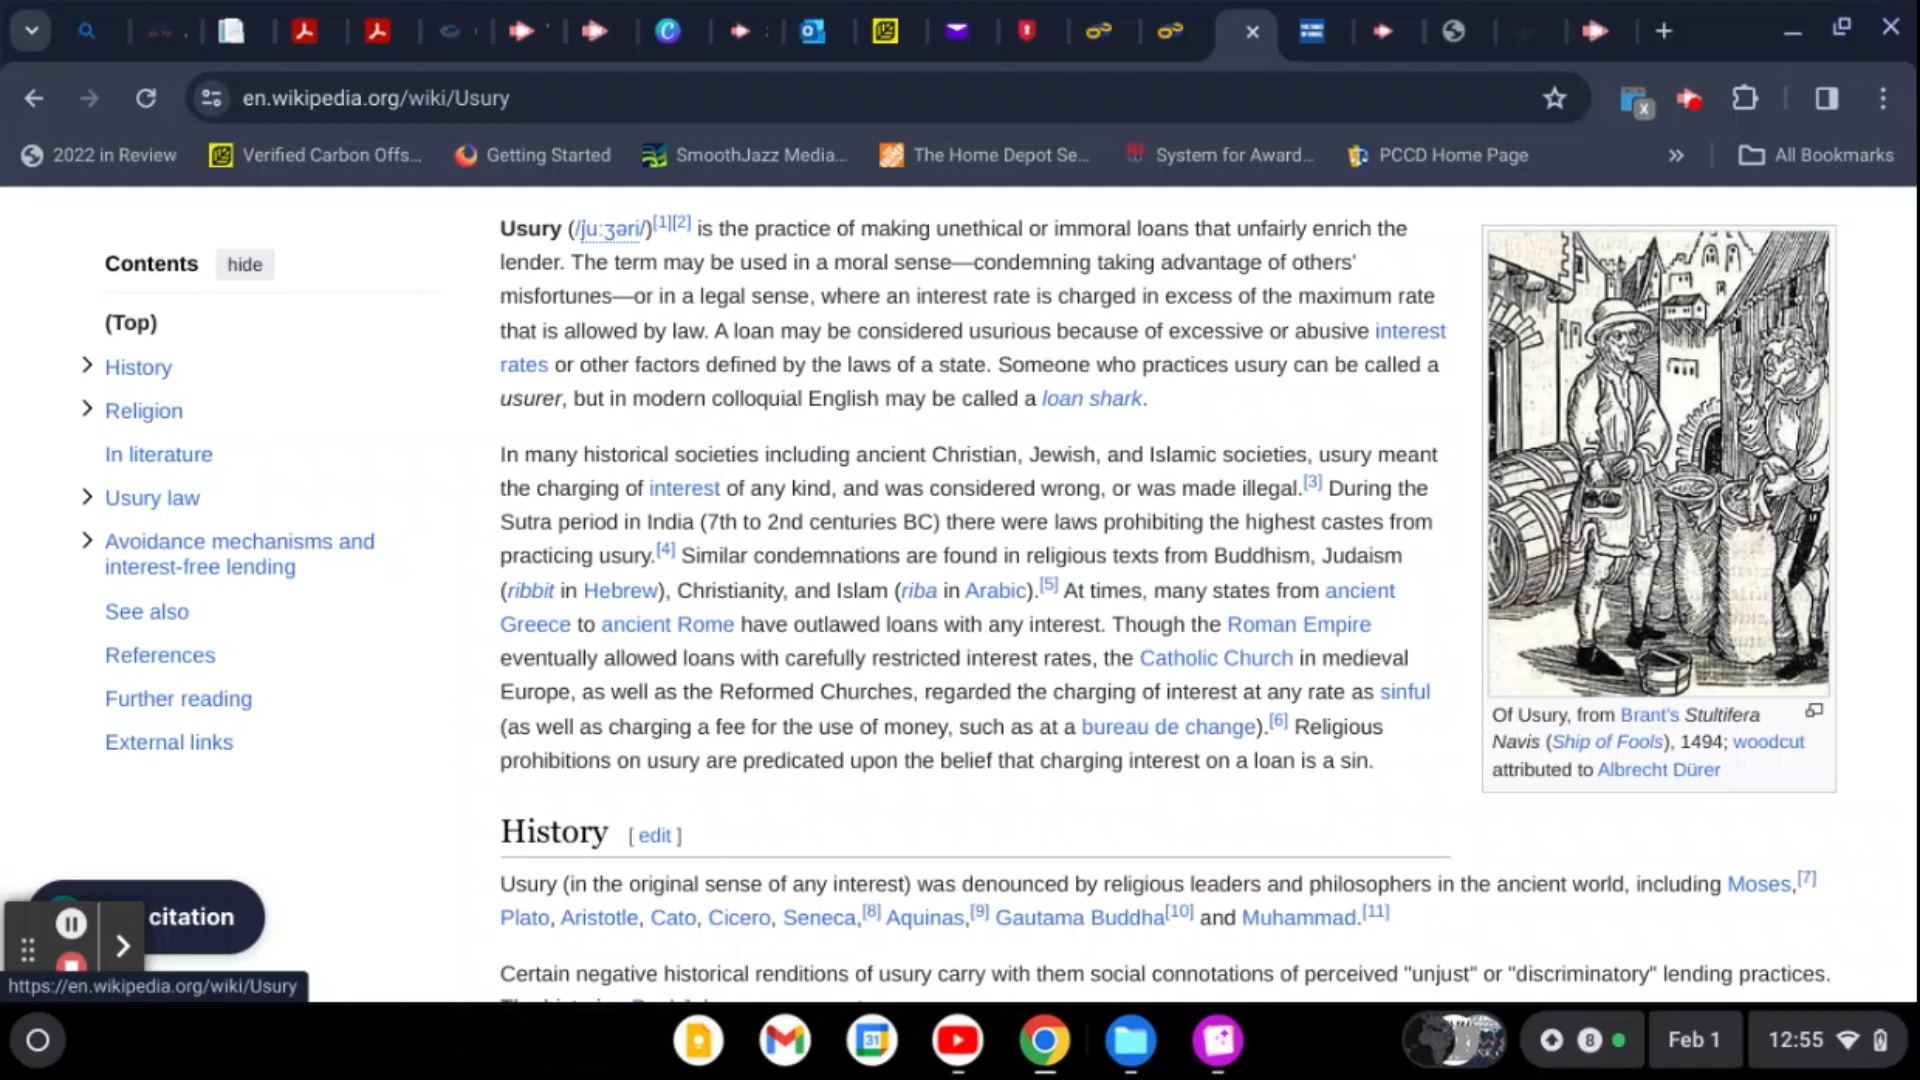 en.wikipedia.org/wiki/Usury
2022 in Review
Verified Carbon Offs...
Getting Started
SmoothJazz Media...
The Home Depot Se...
System for Award...
PCCD Home Page
All Bookmarks
Contents hide
(Top)
History
Religion
In literature
Usury law
Avoidance mechanisms and
interest-free lending
See also
References
Further reading
External links
Usury (/ˈjuːʒəri/)[1][2] is the practice of making unethical or immoral loans that unfairly enrich the
lender. The term may be used in a moral sense—condemning taking advantage of others'
misfortunes—or in a legal sense, where an interest rate is charged in excess of the maximum rate
that is allowed by law. A loan may be considered usurious because of excessive or abusive interest
rates or other factors defined by the laws of a state. Someone who practices usury can be called a
usurer, but in modern colloquial English may be called a loan shark.
In many historical societies including ancient Christian, Jewish, and Islamic societies, usury meant
the charging of interest of any kind, and was considered wrong, or was made illegal.[3] During the
Sutra period in India (7th to 2nd centuries BC) there were laws prohibiting the highest castes from
practicing usury.[4] Similar condemnations are found in religious texts from Buddhism, Judaism
(ribbit in Hebrew), Christianity, and Islam (riba in Arabic).[5] At times, many states from ancient
Greece to ancient Rome have outlawed loans with any interest. Though the Roman Empire
eventually allowed loans with carefully restricted interest rates, the Catholic Church in medieval
Europe, as well as the Reformed Churches, regarded the charging of interest at any rate as sinful
(as well as charging a fee for the use of money, such as at a bureau de change).[6] Religious
prohibitions on usury are predicated upon the belief that charging interest on a loan is a sin.
Of Usury, from Brant's Stultifera
Navis (Ship of Fools), 1494; woodcut
attributed to Albrecht Dürer
History [ edit ]
Usury (in the original sense of any interest) was denounced by religious leaders and philosophers in the ancient world, including Moses,[7]
Plato, Aristotle, Cato, Cicero, Seneca,[8] Aquinas,[9] Gautama Buddha[10] and Muhammad.[11]
Certain negative historical renditions of usury carry with them social connotations of perceived "unjust" or "discriminatory" lending practices.
citation
https://en.wikipedia.org/wiki/Usury
31
8
Feb 1
12:55